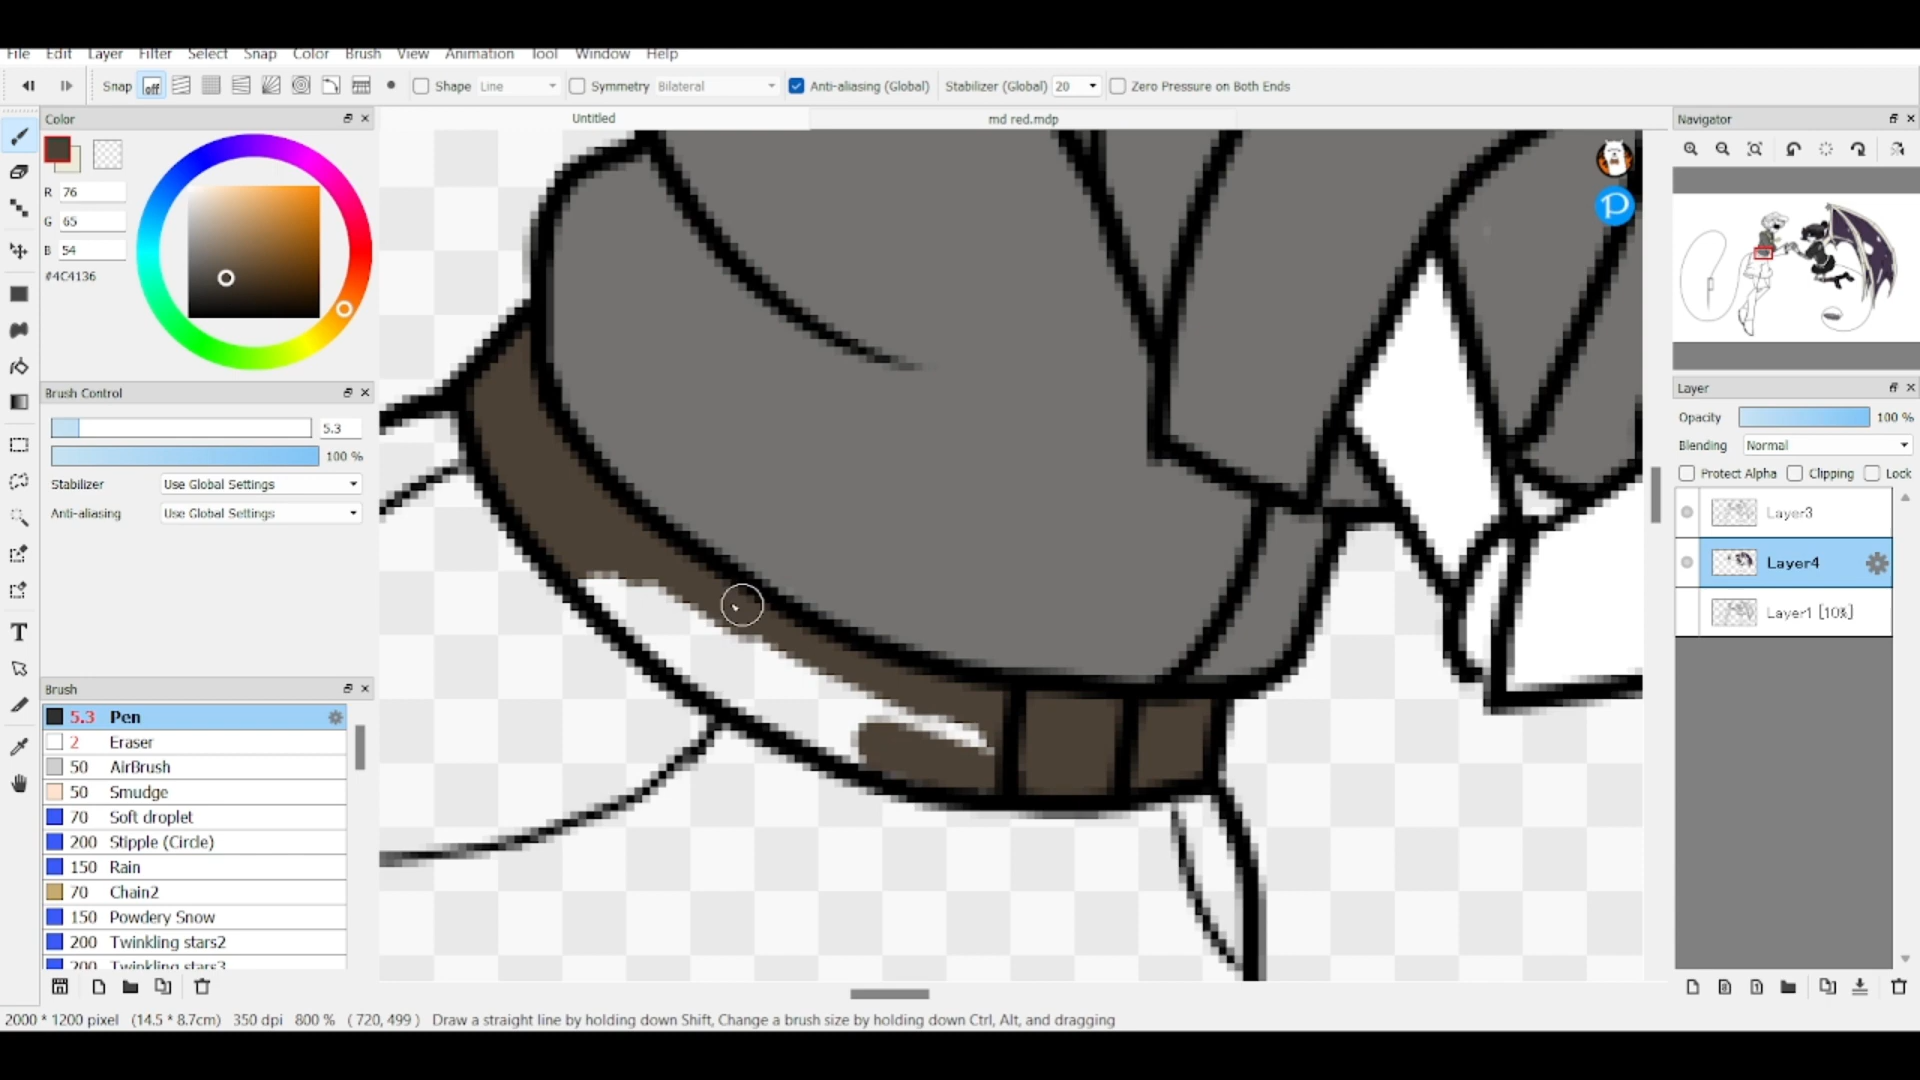 File Edit Layer Filter Select Snap Color Brush View Animation Tool Window Help
Snap off Shape Line Symmetry Bilateral Anti-aliasing (Global) Stabilizer (Global) 20 Zero Pressure on Both Ends
Color
Untitled
md red.mdp
Navigator
R 76
G 65
B 54
#4C4136
Brush Control
5.3
100 %
Stabilizer Use Global Settings
Anti-aliasing Use Global Settings
Layer
Opacity 100 %
Blending Normal
Protect Alpha Clipping Lock
Layer3
Layer4
Layer1 [10%]
Brush
5.3 Pen
2 Eraser
50 AirBrush
50 Smudge
70 Soft droplet
200 Stipple (Circle)
150 Rain
70 Chain2
150 Powdery Snow
200 Twinkling stars2
200 Twinkling stars3
2000 * 1200 pixel (14.5 * 8.7cm) 350 dpi 800 % ( 720, 499 ) Draw a straight line by holding down Shift, Change a brush size by holding down Ctrl, Alt, and dragging